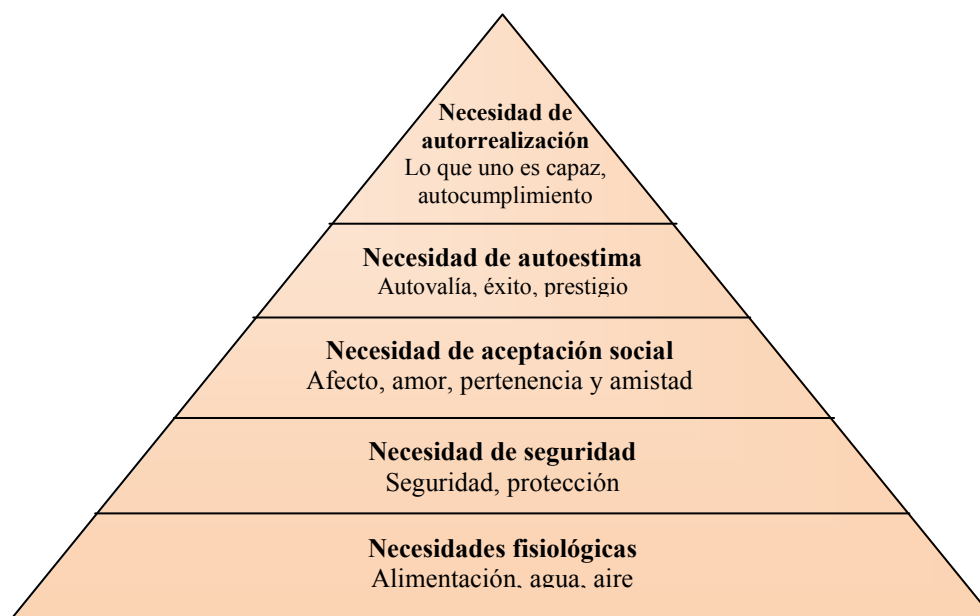 Necesidad de
autorrealización
Lo que uno es capaz,
autocumplimiento
Necesidad de autoestima
Autovalía, éxito, prestigio
Necesidad de aceptación social
Afecto, amor, pertenencia y amistad
Necesidad de seguridad
Seguridad, protección
Necesidades fisiológicas
Alimentación, agua, aire